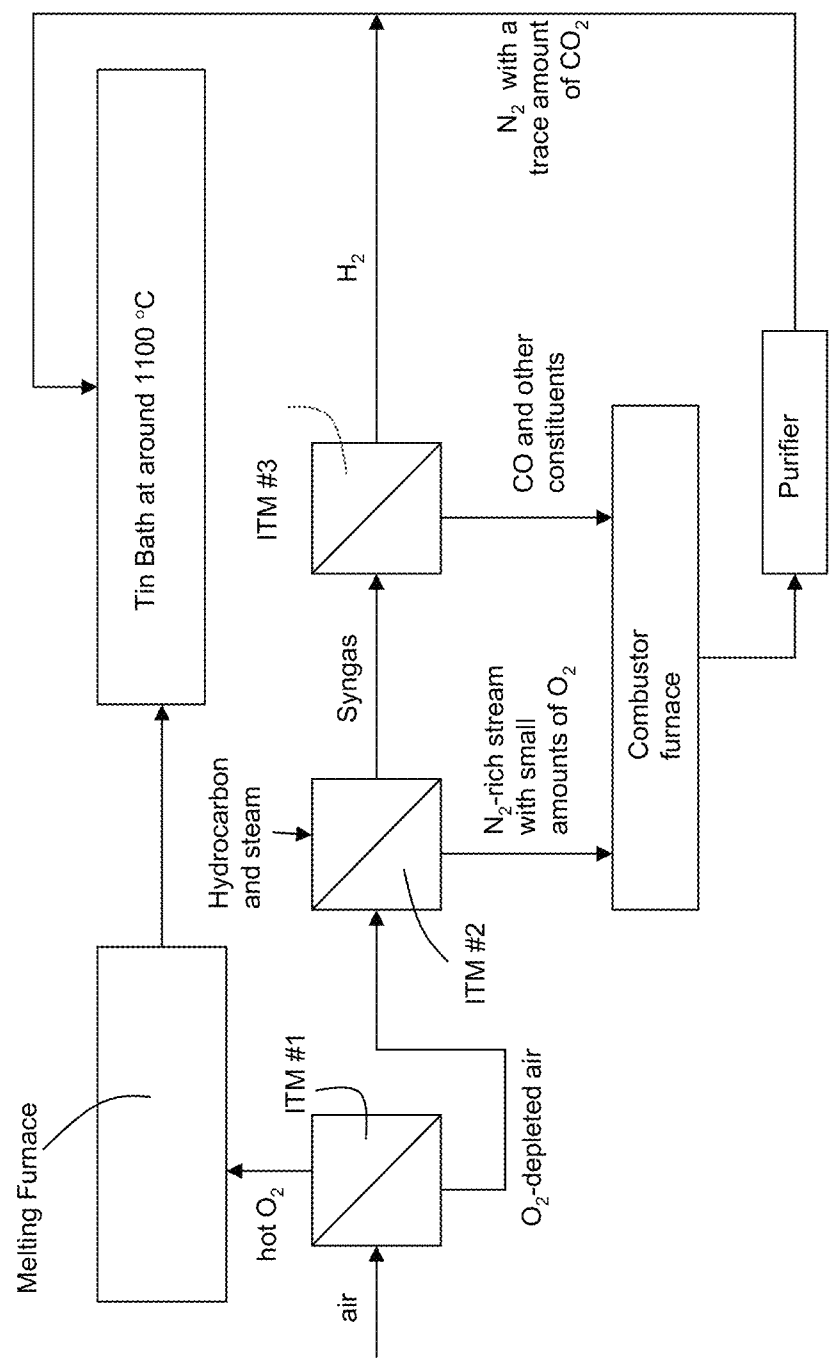 Melting Furnace
Tin Bath at around 1100 °C
hot O₂
ITM #1
air
O₂-depleted air
Hydrocarbon
and steam
ITM #2
Syngas
N₂-rich stream
with small
amounts of O₂
ITM #3
H₂
CO and other
constituents
Combustor
furnace
Purifier
N₂ with a
trace amount
of CO₂